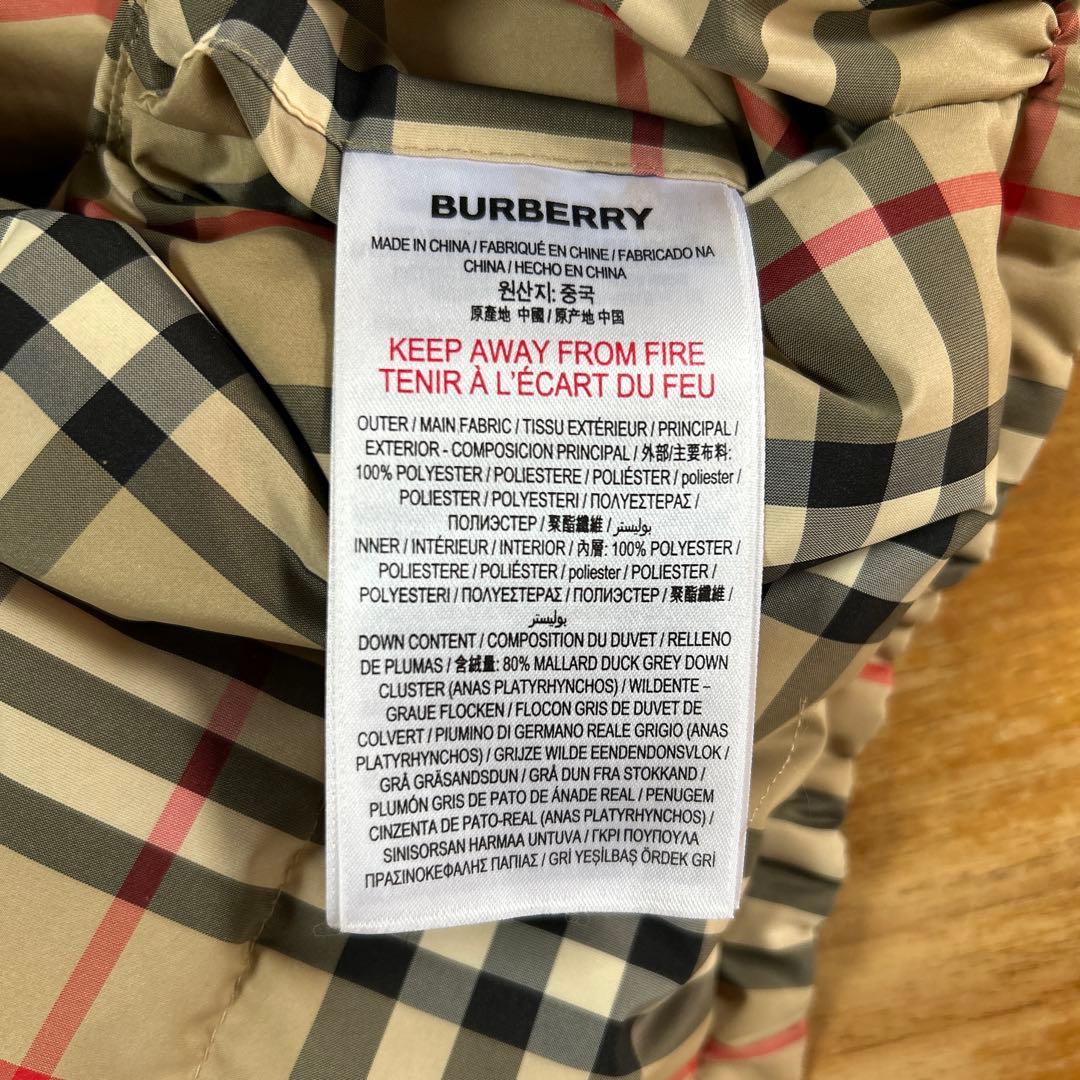 BURBERRY
MADE IN CHINA / FABRIQUÉ EN CHINE / FABRICADO NA
CHINA / HECHO EN CHINA
원산지: 중국
原產地 中國 / 原产地 中国
KEEP AWAY FROM FIRE
TENIR À L'ÉCART DU FEU
OUTER / MAIN FABRIC / TISSU EXTÉRIEUR / PRINCIPAL /
EXTERIOR - COMPOSICION PRINCIPAL / 外部/主要布料:
100% POLYESTER / POLIESTERE / POLIÉSTER / poliester /
POLIESTER / POLYESTERI / ΠΟΛΥΕΣΤΕΡΑΣ /
ПОЛИЭСТЕР / 聚酯纖維 / بوليستر
INNER / INTÉRIEUR / INTERIOR / 內層: 100% POLYESTER /
POLIESTERE / POLIÉSTER / poliester / POLIESTER /
POLYESTERI / ΠΟΛΥΕΣΤΕΡΑΣ / ПОЛИЭСТЕР / 聚酯纖維 /
بوليستر
DOWN CONTENT / COMPOSITION DU DUVET / RELLENO
DE PLUMAS / 含絨量: 80% MALLARD DUCK GREY DOWN
CLUSTER (ANAS PLATYRHYNCHOS) / WILDENTE –
GRAUE FLOCKEN / FLOCON GRIS DE DUVET DE
COLVERT / PIUMINO DI GERMANO REALE GRIGIO (ANAS
PLATYRHYNCHOS) / GRIJZE WILDE EENDENDONSVLOK /
GRÅ GRÄSANDSDUN / GRÅ DUN FRA STOKKAND /
PLUMÓN GRIS DE PATO DE ÁNADE REAL / PENUGEM
CINZENTA DE PATO-REAL (ANAS PLATYRHYNCHOS) /
SINISORSAN HARMAA UNTUVA / ΓΚΡΙ ΠΟΥΠΟΥΛΑ
ΠΡΑΣΙΝΟΚΕΦΑΛΗΣ ΠΑΠΙΑΣ / GRİ YEŞİLBAŞ ÖRDEK GRİ